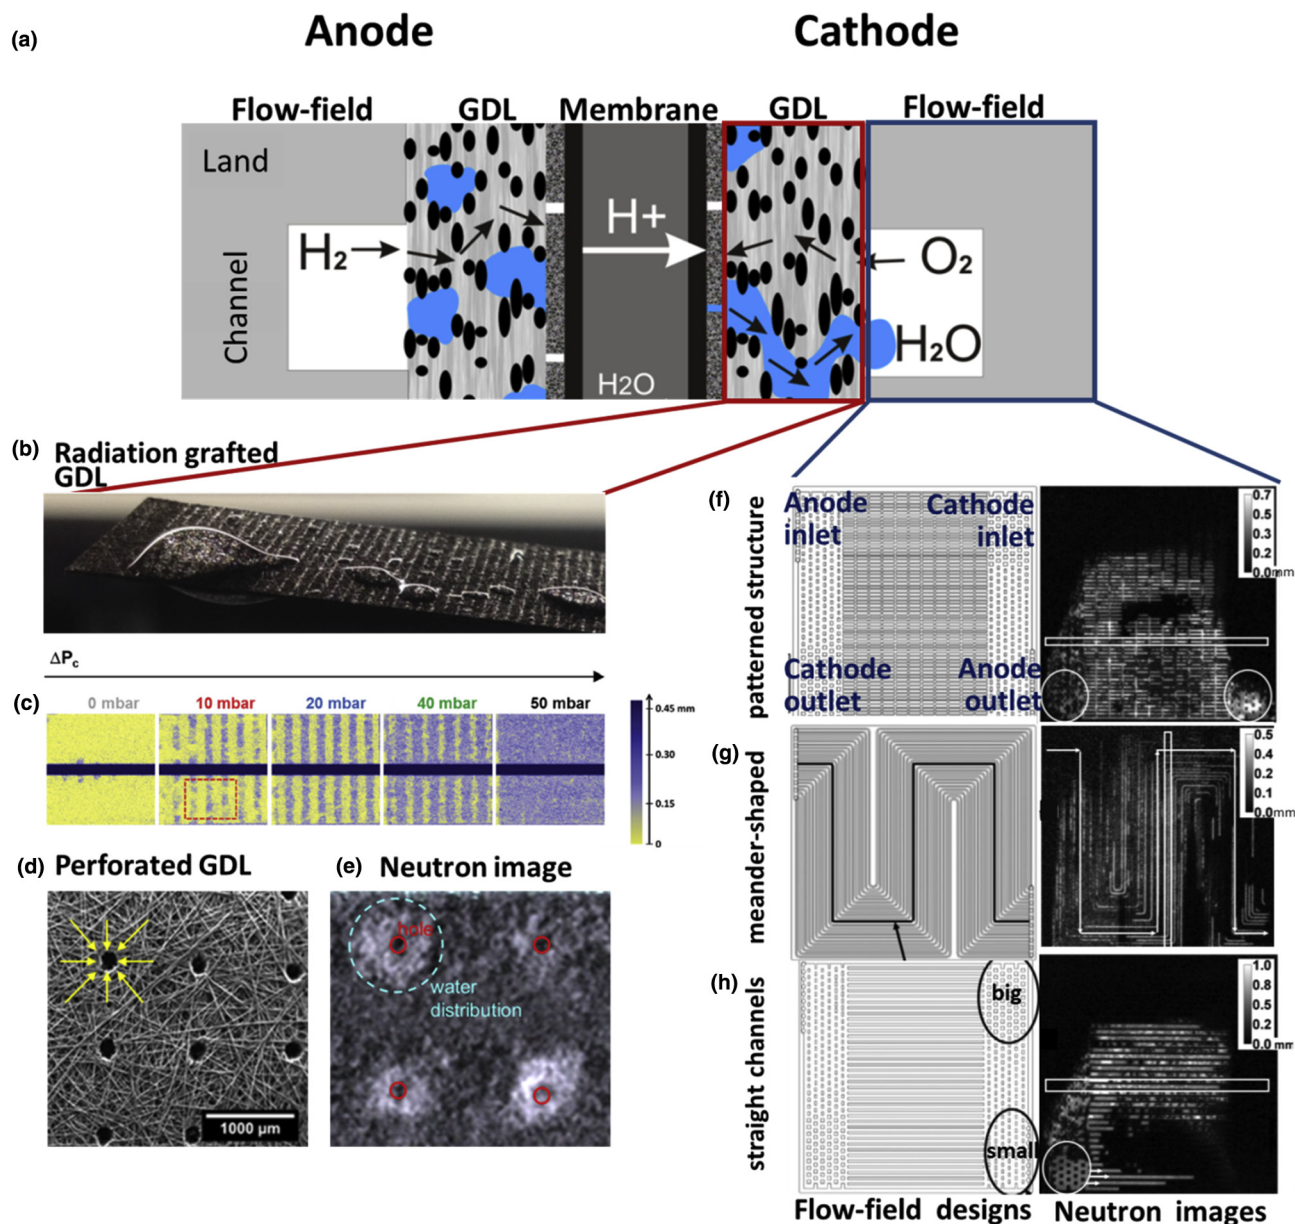 (a)
Anode
Cathode
Flow-field
GDL
Membrane
GDL
Flow-field
Land
Channel
H2
H+
H2O
O2
H2O
(b)
Radiation grafted
GDL
ΔPc
(c)
0 mbar
10 mbar
20 mbar
40 mbar
50 mbar
0.45 mm
0.30
0.15
0
(d)
Perforated GDL
1000 µm
(e)
Neutron image
hole
water
distribution
(f)
patterned structure
Anode
inlet
Cathode
inlet
Cathode
outlet
Anode
outlet
0.7
0.5
0.3
0.2
0.0mm
(g)
meander-shaped
0.5
0.4
0.2
0.1
0.0mm
(h)
straight channels
big
small
1.0
0.8
0.5
0.2
0.0 mm
Flow-field designs
Neutron images